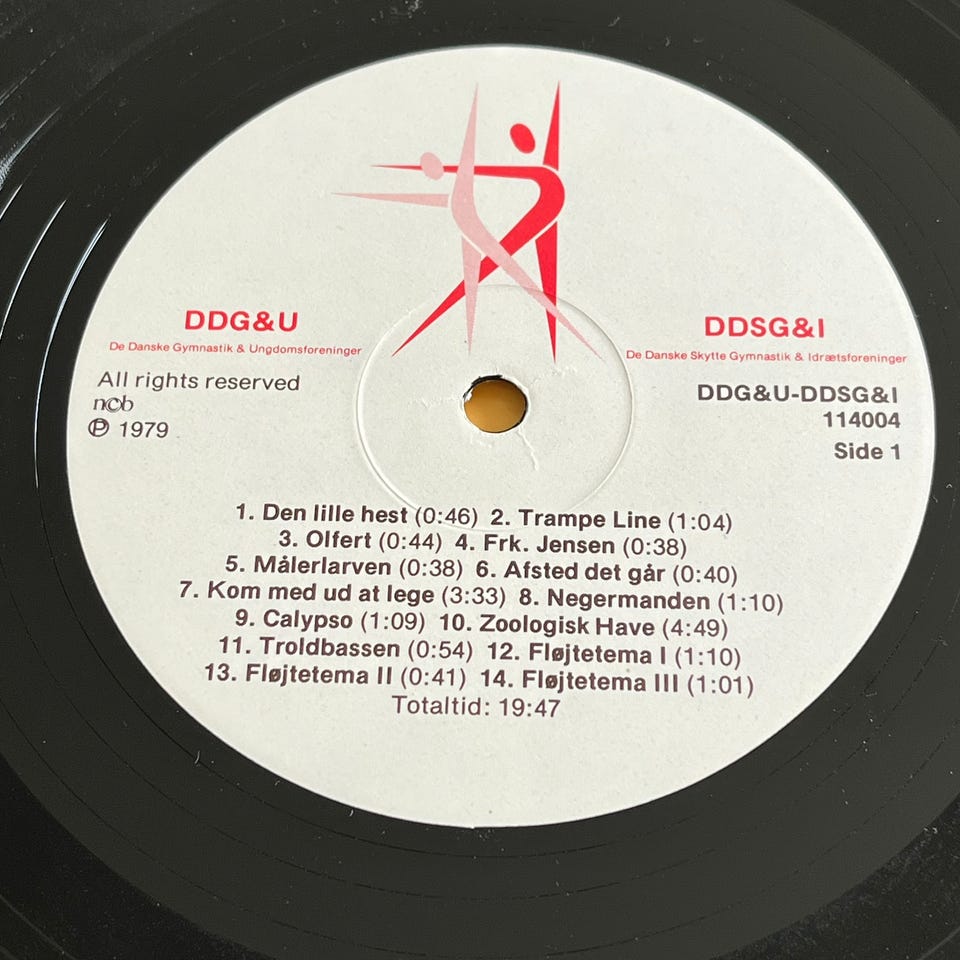 DDG&U
De Danske Gymnastik & Ungdomsforeninger
All rights reserved
ncb
℗ 1979
DDSG&I
De Danske Skytte Gymnastik & Idrætsforeninger
DDG&U-DDSG&I
114004
Side 1
1. Den lille hest (0:46) 2. Trampe Line (1:04)
3. Olfert (0:44) 4. Frk. Jensen (0:38)
5. Målerlarven (0:38) 6. Afsted det går (0:40)
7. Kom med ud at lege (3:33) 8. Negermanden (1:10)
9. Calypso (1:09) 10. Zoologisk Have (4:49)
11. Troldbassen (0:54) 12. Fløjtetema I (1:10)
13. Fløjtetema II (0:41) 14. Fløjtetema III (1:01)
Totaltid: 19:47